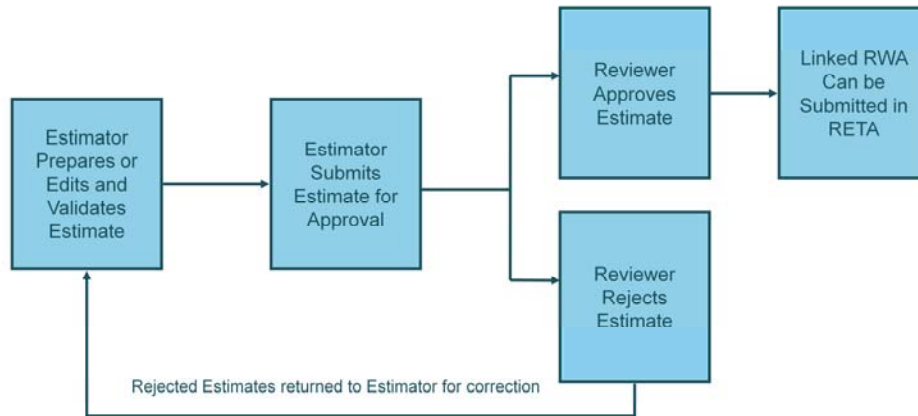 Estimator
Prepares or
Edits and
Validates
Estimate
Estimator
Submits
Estimate for
Approval
Reviewer
Approves
Estimate
Linked RWA
Can be
Submitted in
RETA
Reviewer
Rejects
Estimate
Rejected Estimates returned to Estimator for correction